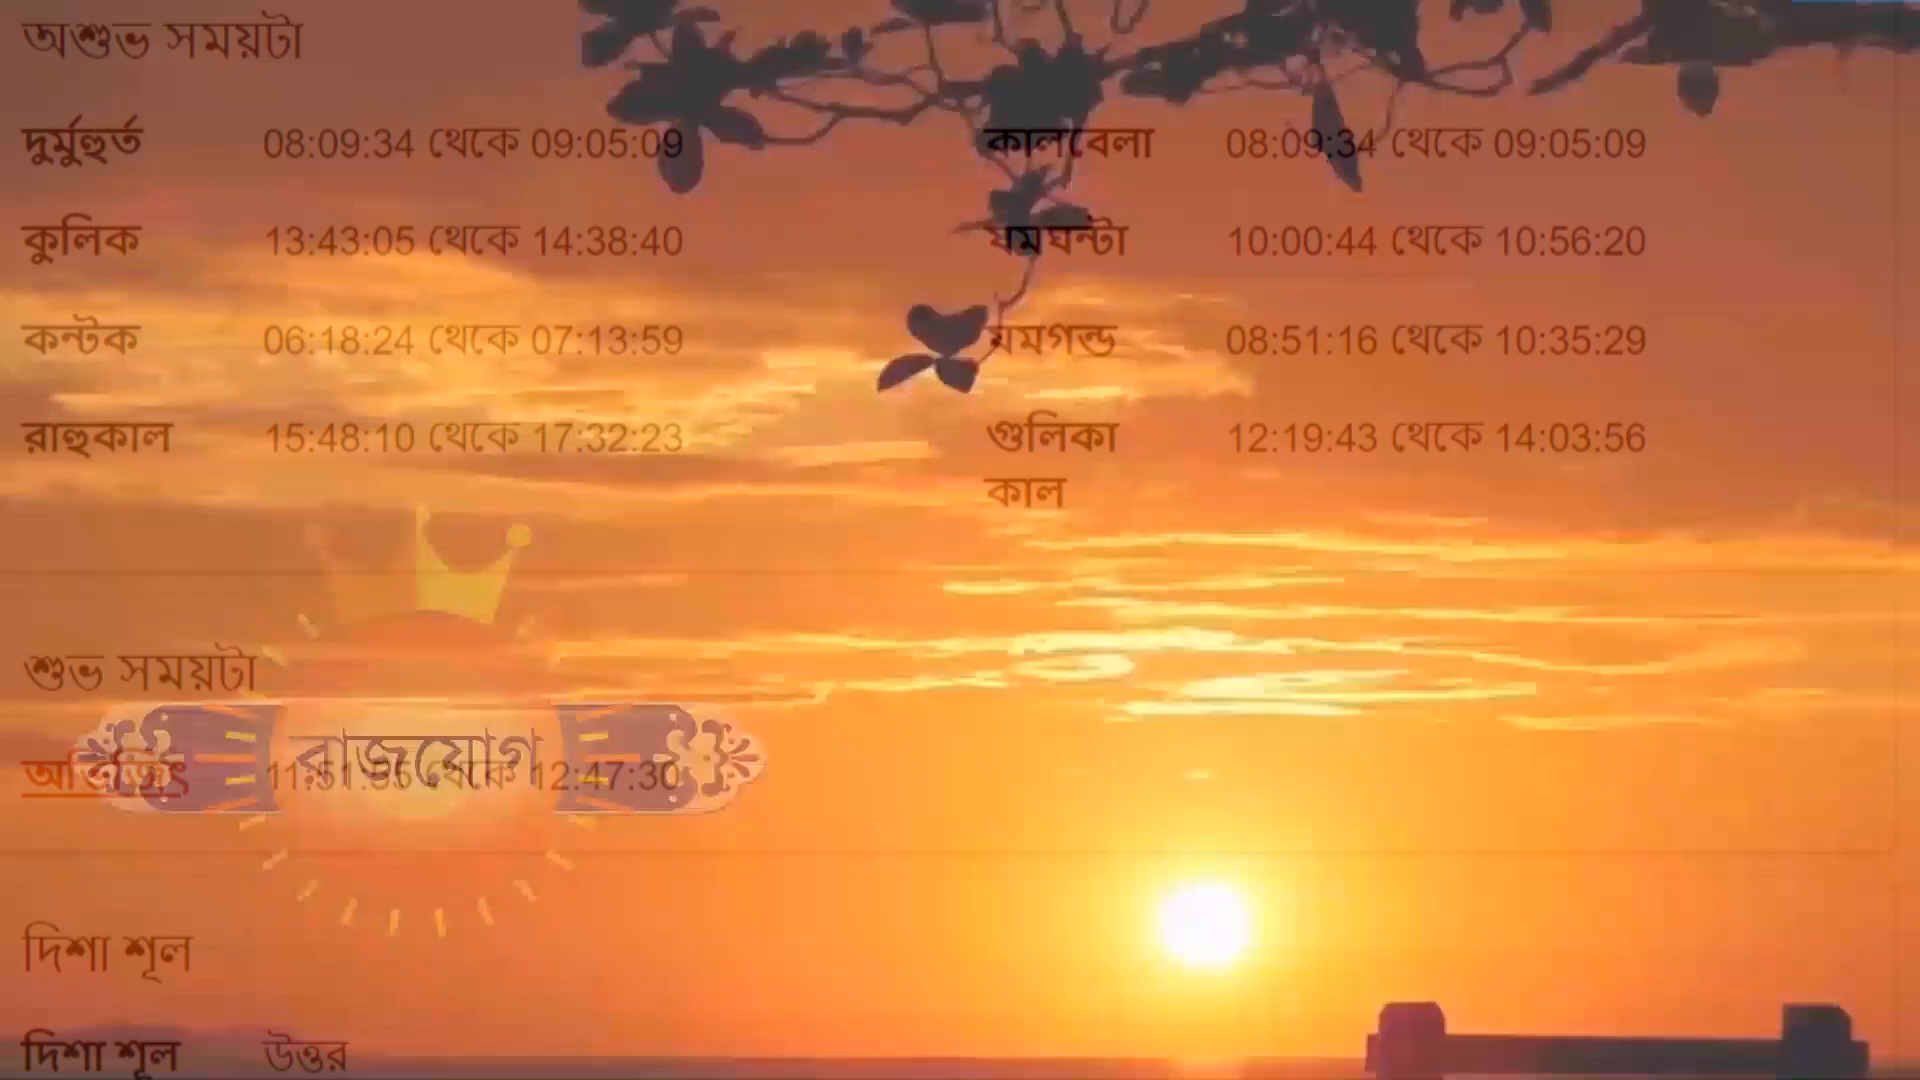 অশুভ সময়টা
দুর্মুহুর্ত 08:09:34 থেকে 09:05:09 কালবেলা 08:09:34 থেকে 09:05:09
কুলিক 13:43:05 থেকে 14:38:40 যমঘন্টা 10:00:44 থেকে 10:56:20
কন্টক 06:18:24 থেকে 07:13:59 যমগন্ড 08:51:16 থেকে 10:35:29
রাহুকাল 15:48:10 থেকে 17:32:23 গুলিকা কাল 12:19:43 থেকে 14:03:56
শুভ সময়টা
রাজযোগ
অভিজিৎ থেকে 12:47:30
দিশা শূল
দিশা শূল উত্তর